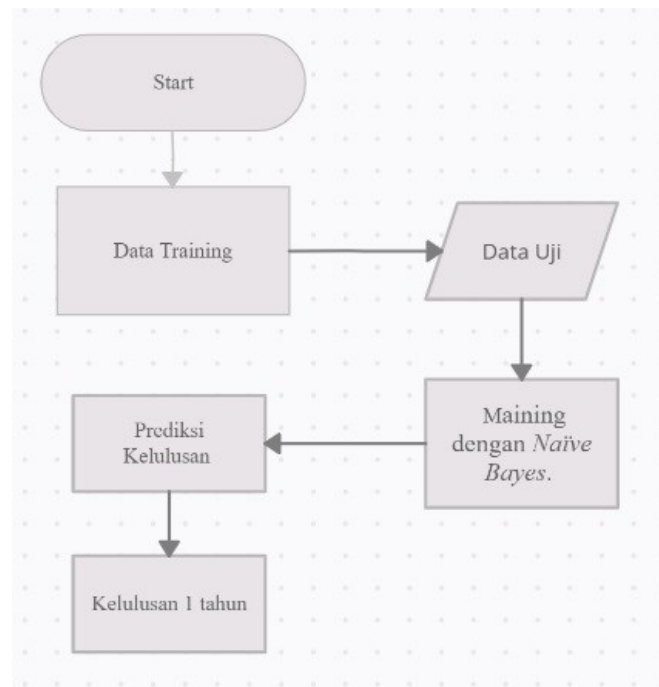 Start
Data Training
Data Uji
Maining
dengan Naïve
Bayes.
Prediksi
Kelulusan
Kelulusan 1 tahun